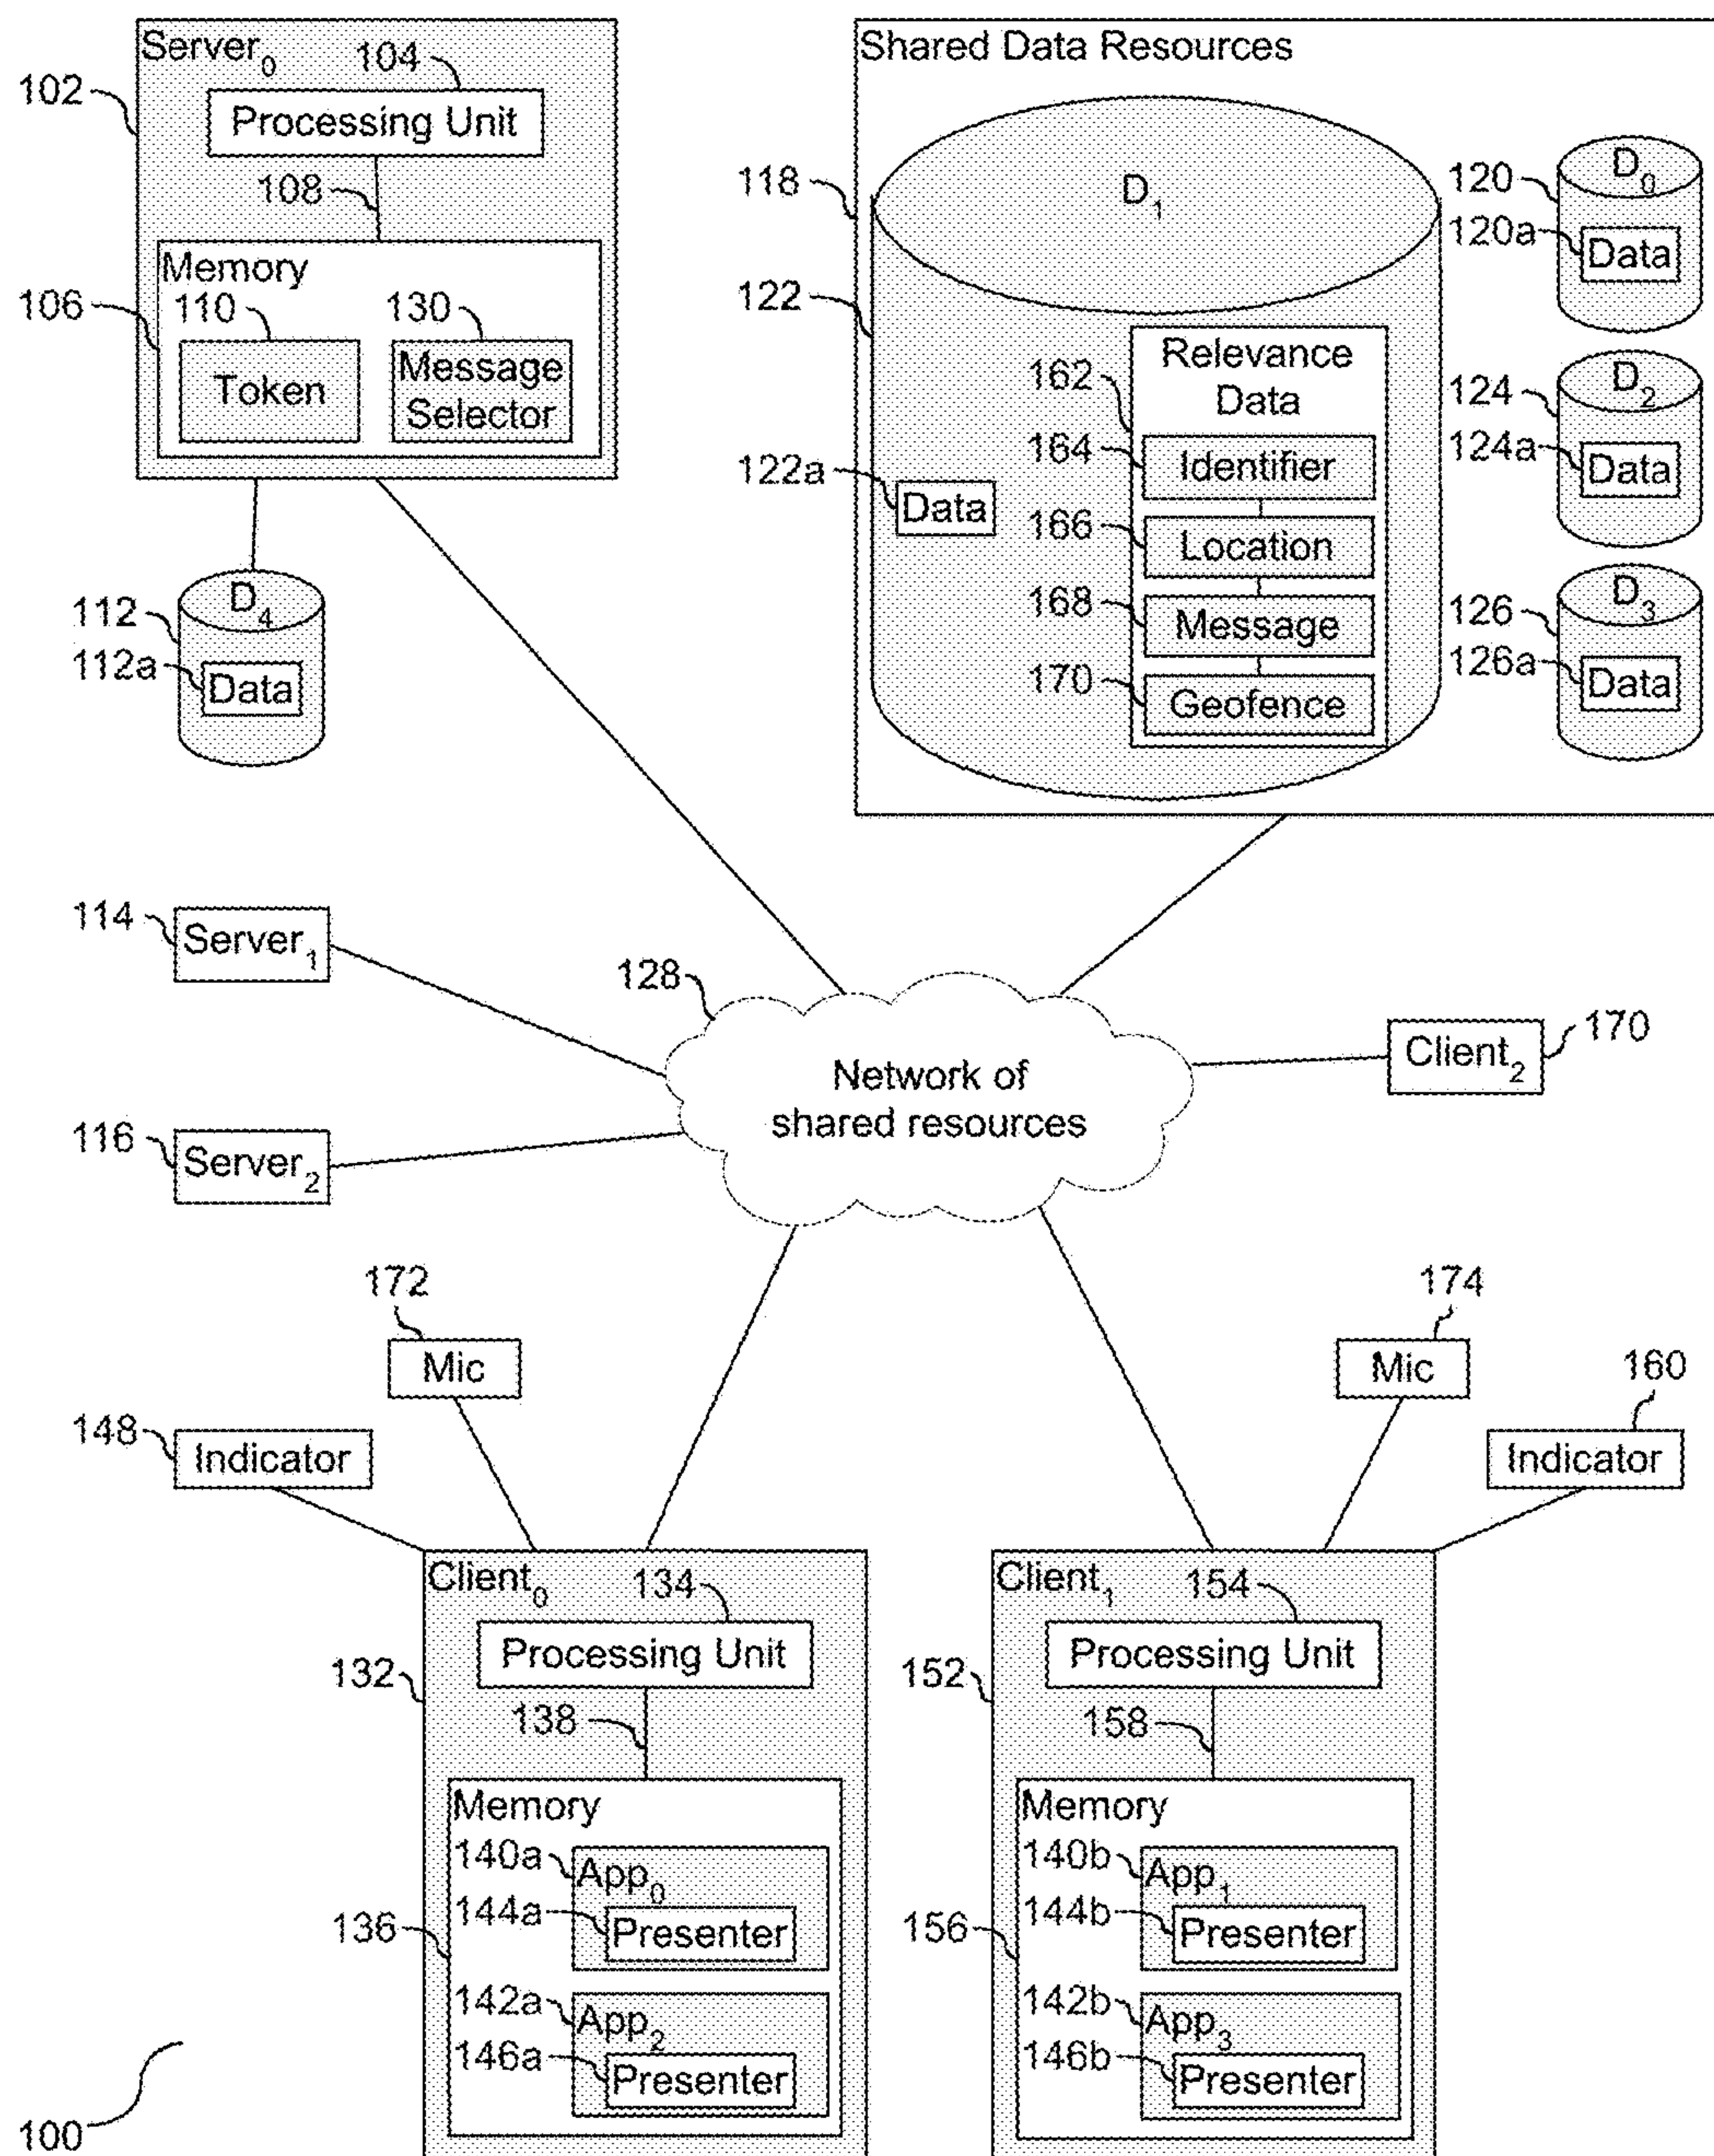 Server₀
104
102
Processing Unit
108
Memory
106
110
130
Token
Message
Selector
112
D₄
112a
Data
Shared Data Resources
118
D₁
122
122a
Data
162
Relevance
Data
164
Identifier
166
Location
168
Message
170
Geofence
120
D₀
120a
Data
124
D₂
124a
Data
126
D₃
126a
Data
114
Server₁
116
Server₂
128
Network of
shared resources
Client₂
170
172
Mic
148
Indicator
174
Mic
160
Indicator
Client₀
134
Processing Unit
132
138
Memory
136
140a
App₀
144a
Presenter
142a
App₂
146a
Presenter
Client₁
154
Processing Unit
152
158
Memory
156
140b
App₁
144b
Presenter
142b
App₃
146b
Presenter
100